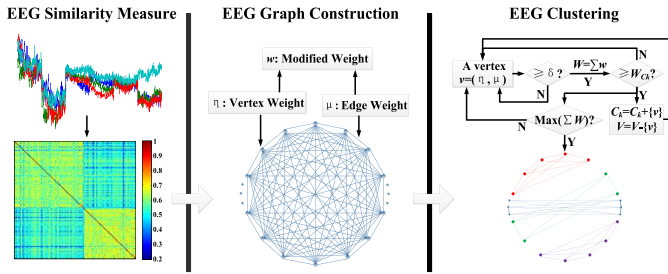 EEG Similarity Measure
EEG Graph Construction
EEG Clustering
1
0.9
0.8
0.7
0.6
0.5
0.4
0.3
0.2
w: Modified Weight
η: Vertex Weight
μ: Edge Weight
N
A vertex
v=(η, μ)
≥ δ?
W=∑w
Y
≥W_Ck?
N
Y
N
Max(∑W)?
Y
C_k=C_k+{v}
V=V-{v}